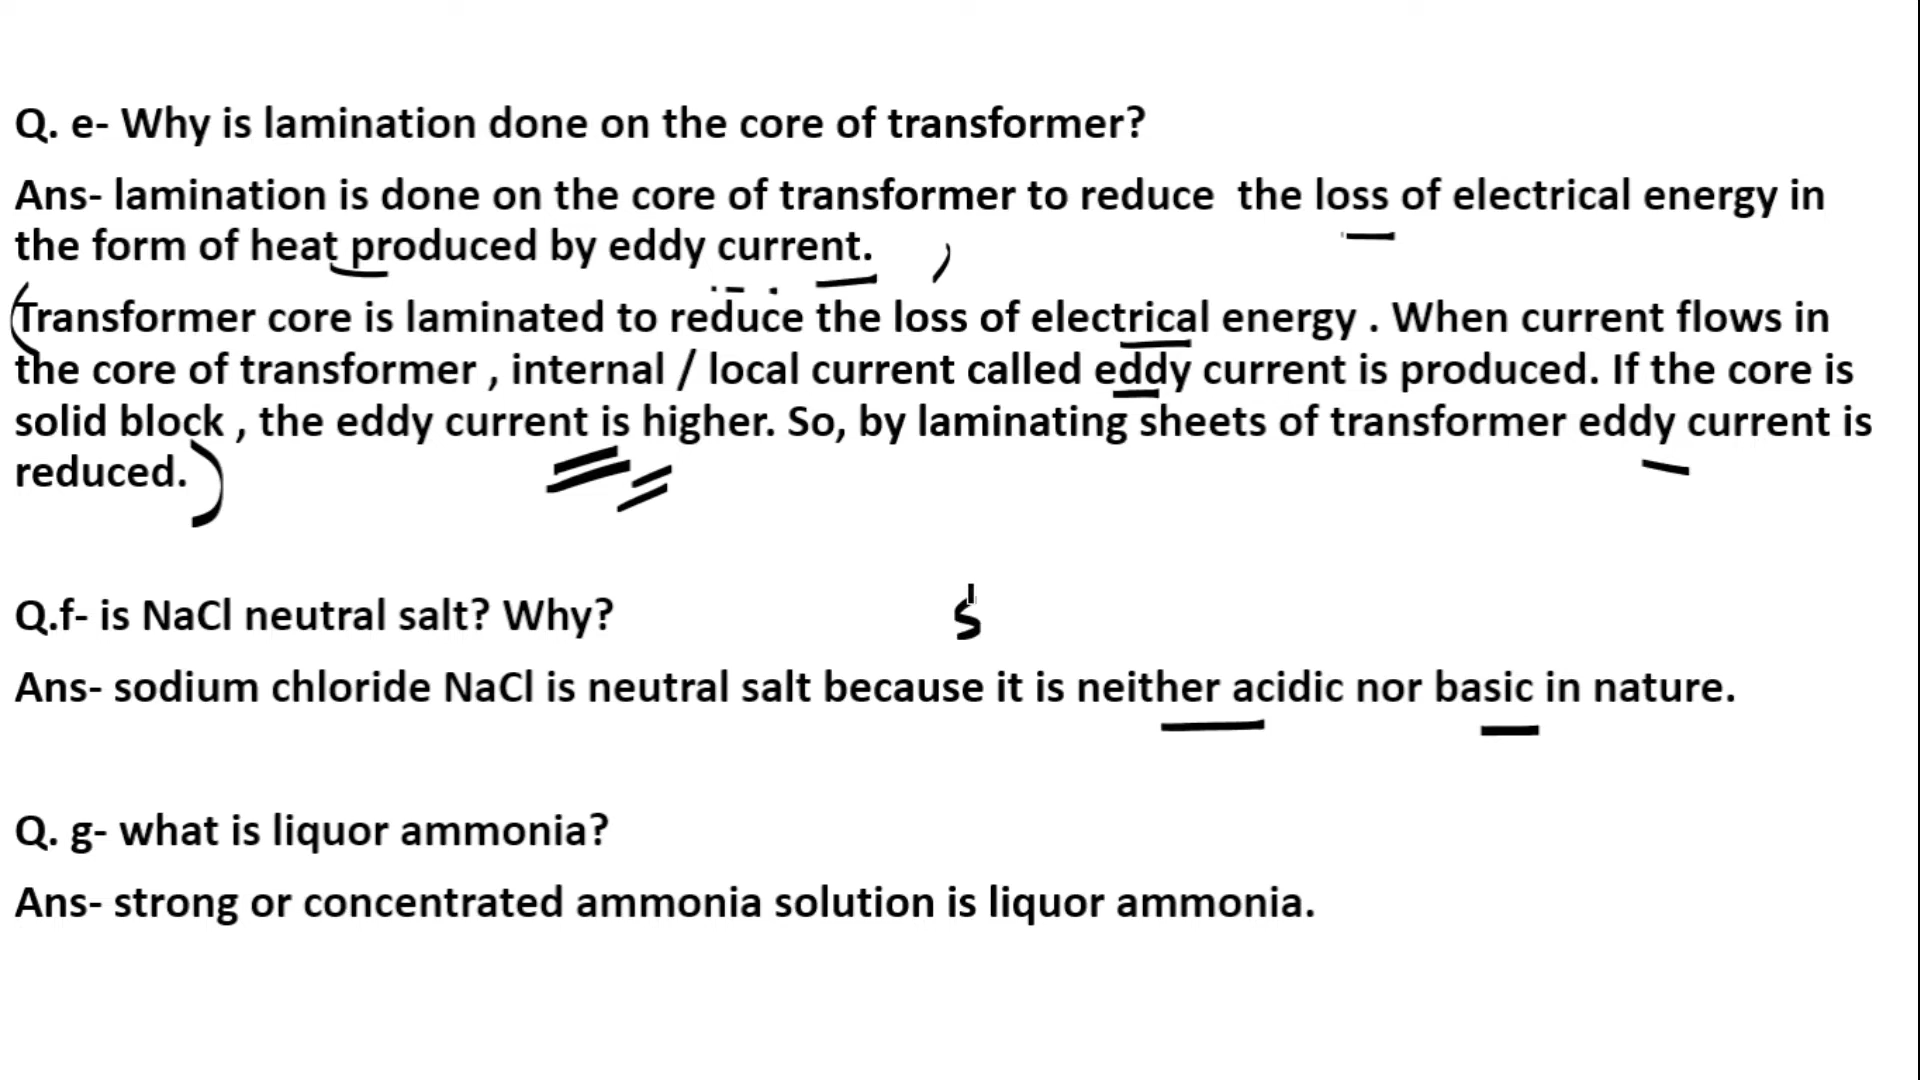 Q. e- Why is lamination done on the core of transformer?
Ans- lamination is done on the core of transformer to reduce  the loss of electrical energy in
the form of heat produced by eddy current.
Transformer core is laminated to reduce the loss of electrical energy . When current flows in
the core of transformer , internal / local current called eddy current is produced. If the core is
solid block , the eddy current is higher. So, by laminating sheets of transformer eddy current is
reduced.
Q.f- is NaCl neutral salt? Why?
Ans- sodium chloride NaCl is neutral salt because it is neither acidic nor basic in nature.
Q. g- what is liquor ammonia?
Ans- strong or concentrated ammonia solution is liquor ammonia.